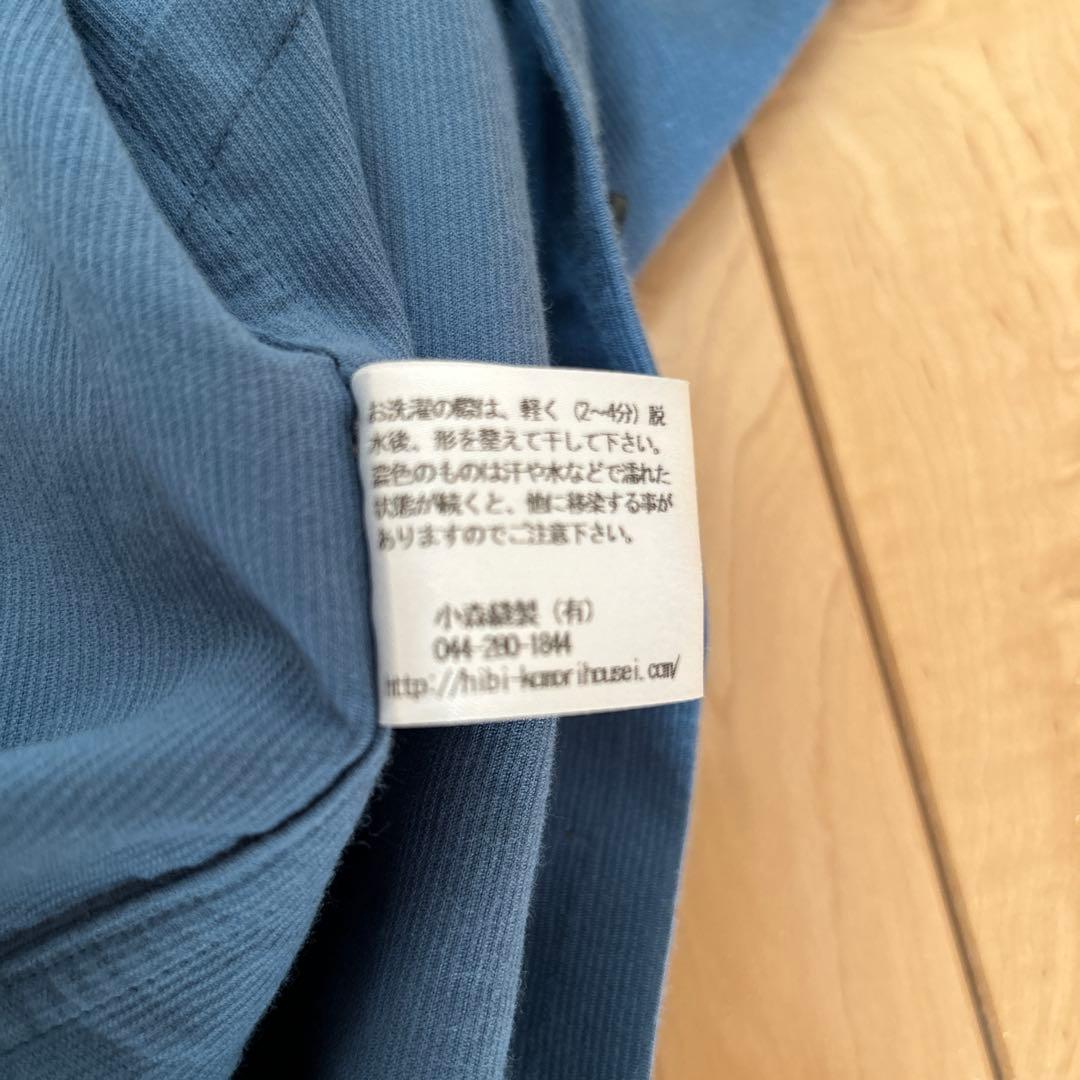 お洗濯の際は、軽く（2～4分）脱
水後、形を整えて干して下さい。
濃色のものは汗や水などで濡れた
状態が続くと、他に移染する事が
ありますのでご注意下さい。
小森縫製（有）
044-280-1844
http://hibi-komorihousei.com/